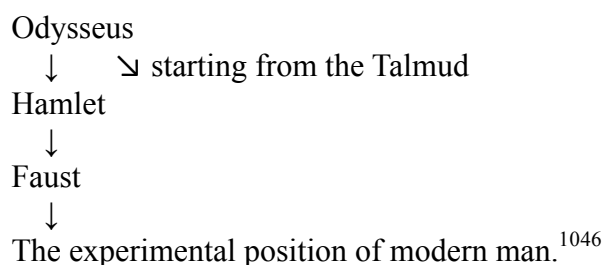 Odysseus
↓ ↘ starting from the Talmud
Hamlet
↓
Faust
↓
The experimental position of modern man.1046